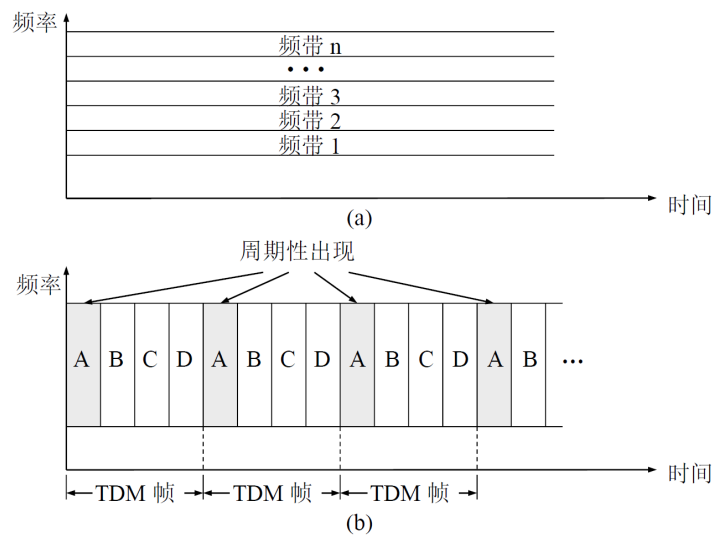 频率
频带 n
• • •
频带 3
频带 2
频带 1
时间
(a)
周期性出现
频率
A B C D A B C D A B C D A B •••
时间
TDM 帧 TDM 帧 TDM 帧
(b)